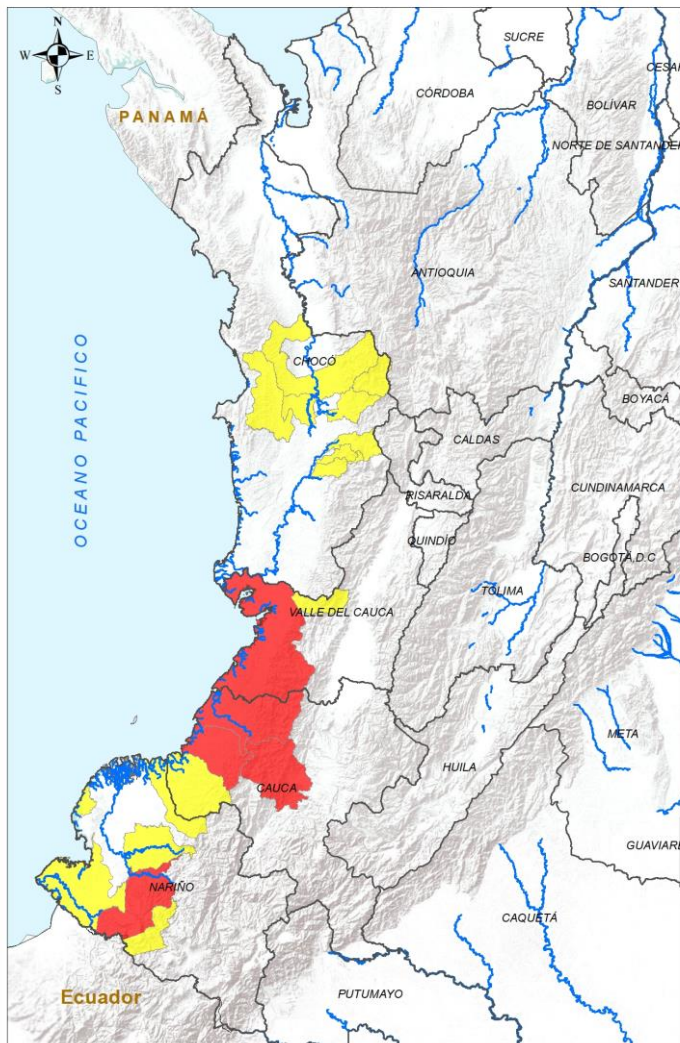 N
W E
S
SUCRE
CESAR
CÓRDOBA
BOLÍVAR
PANAMÁ
NORTE DE SANTANDER
ANTIOQUIA
SANTANDER
CHOCÓ
BOYACÁ
CALDAS
OCEANO PACIFICO
CUNDINAMARCA
RISARALDA
QUINDÍO
BOGOTÁ, D.C
TOLIMA
VALLE DEL CAUCA
META
HUILA
CAUCA
GUAVIARE
NARIÑO
CAQUETÁ
PUTUMAYO
Ecuador